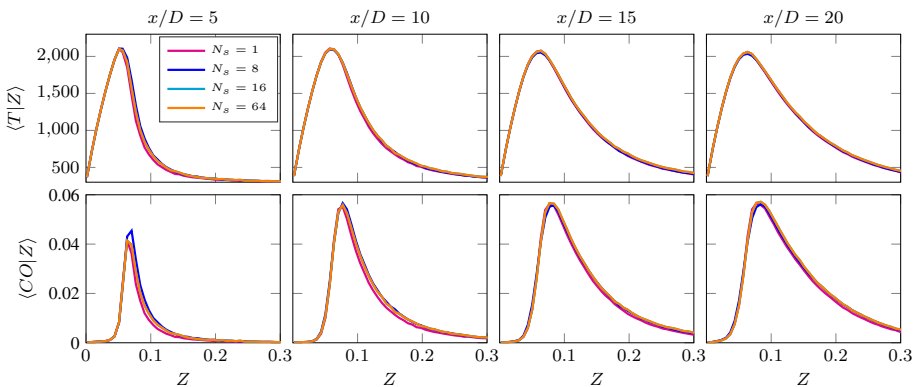 x/D = 5 x/D = 10 x/D = 15 x/D = 20
2,000
1,500
1,000
500
⟨T|Z⟩
N_s = 1
N_s = 8
N_s = 16
N_s = 64
0.06
0.04
0.02
0
⟨CO|Z⟩
0 0.1 0.2 0.3 0.1 0.2 0.3 0.1 0.2 0.3 0.1 0.2 0.3
Z Z Z Z